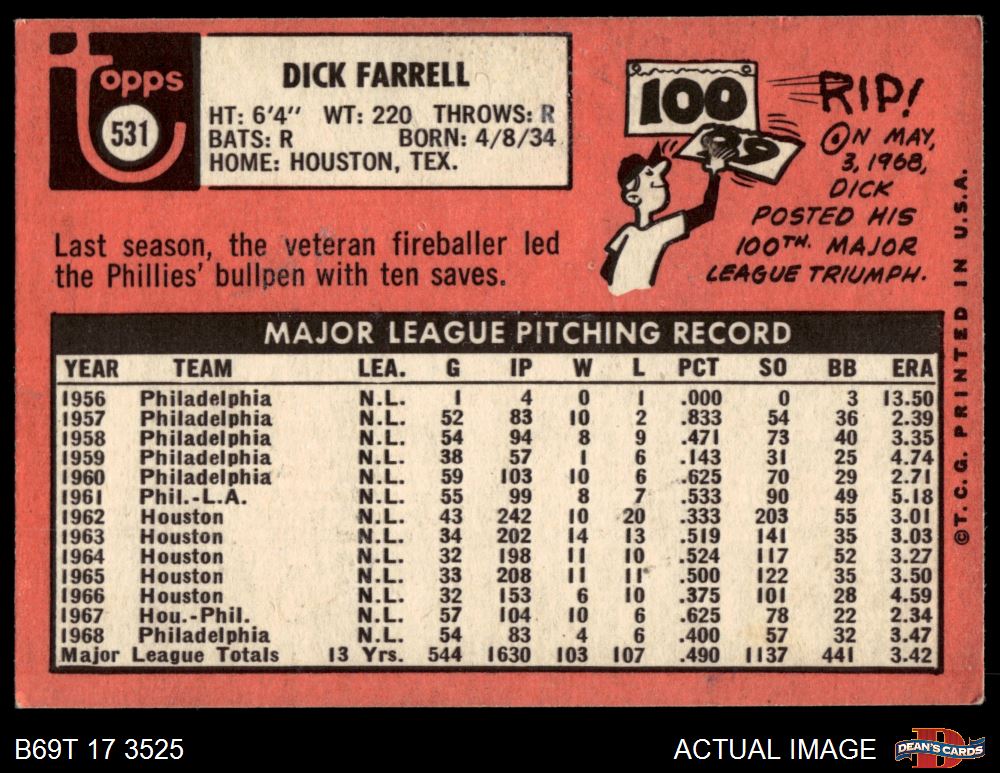 topps
531
DICK FARRELL
HT: 6'4" WT: 220 THROWS: R
BATS: R BORN: 4/8/34
HOME: HOUSTON, TEX.
Last season, the veteran fireballer led
the Phillies' bullpen with ten saves.
100
99
RIP!
ON MAY,
3, 1968,
DICK
POSTED HIS
100TH. MAJOR
LEAGUE TRIUMPH.
MAJOR LEAGUE PITCHING RECORD
YEAR TEAM LEA. G IP W L PCT SO BB ERA
1956 Philadelphia N.L. 1 4 0 1 .000 0 3 13.50
1957 Philadelphia N.L. 52 83 10 2 .833 54 36 2.39
1958 Philadelphia N.L. 54 94 8 9 .471 73 40 3.35
1959 Philadelphia N.L. 38 57 1 6 .143 31 25 4.74
1960 Philadelphia N.L. 59 103 10 6 .625 70 29 2.71
1961 Phil.-L.A. N.L. 55 99 8 7 .533 90 49 5.18
1962 Houston N.L. 43 242 10 20 .333 203 55 3.01
1963 Houston N.L. 34 202 14 13 .519 141 35 3.03
1964 Houston N.L. 32 198 11 10 .524 117 52 3.27
1965 Houston N.L. 33 208 11 11 .500 122 35 3.50
1966 Houston N.L. 32 153 6 10 .375 101 28 4.59
1967 Hou.-Phil. N.L. 57 104 10 6 .625 78 22 2.34
1968 Philadelphia N.L. 54 83 4 6 .400 57 32 3.47
Major League Totals 13 Yrs. 544 1630 103 107 .490 1137 441 3.42
©T.C.G. PRINTED IN U.S.A.
B69T 17 3525
ACTUAL IMAGE
D
DEAN'S CARDS